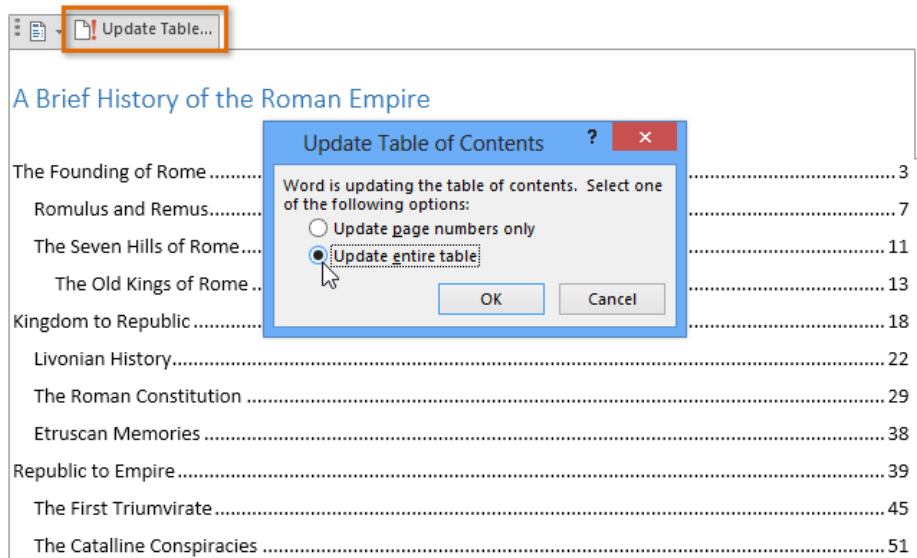 Update Table...
A Brief History of the Roman Empire
Update Table of Contents ? x
Word is updating the table of contents. Select one
of the following options:
Update page numbers only
Update entire table
OK Cancel
The Founding of Rome.......... ..........3
Romulus and Remus.......... ..........7
The Seven Hills of Rome.... ..........11
The Old Kings of Rome .. ..........13
Kingdom to Republic.......... ..........18
Livonian History.......... 22
The Roman Constitution .......... 29
Etruscan Memories .......... 38
Republic to Empire.......... 39
The First Triumvirate.......... 45
The Catalline Conspiracies .......... 51